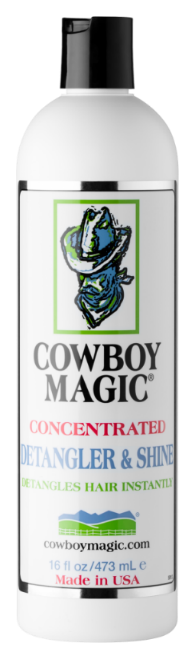 COWBOY
MAGIC®
CONCENTRATED
DETANGLER & SHINE
DETANGLES HAIR INSTANTLY
cowboymagic.com
16 fl oz/473 mL e
Made in USA